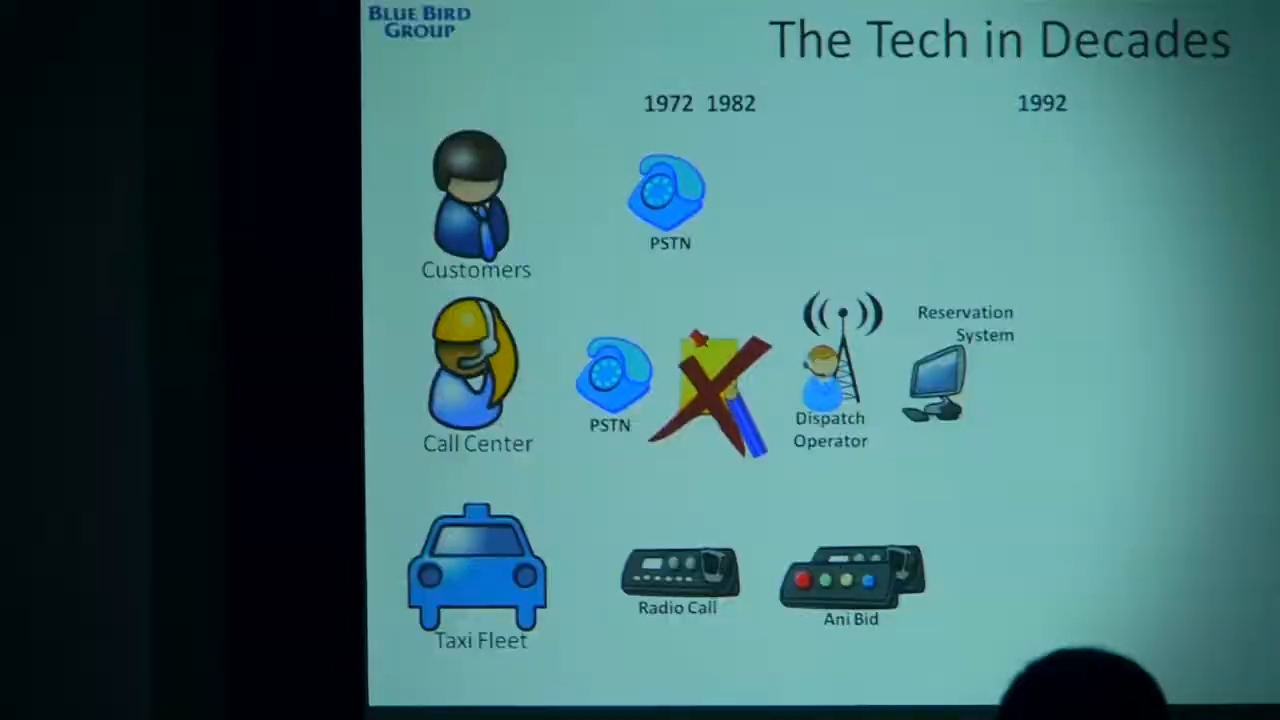 BLUE BIRD
GROUP
The Tech in Decades
1972 1982 1992
PSTN
Customers
Reservation
System
PSTN
Dispatch
Operator
Call Center
Radio Call
Ani Bid
Taxi Fleet